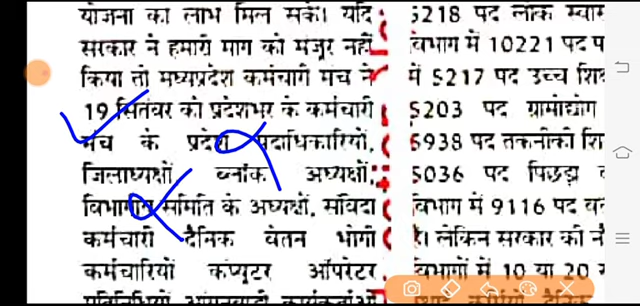 योजना का लाभ मिल सके। यदि
सरकार ने हमारी माग को मंजूर नहीं
किया तो मध्यप्रदेश कर्मचारी मंच ने
19 सितंबर को प्रदेशभर के कर्मचारी
मंच के प्रदेश पदाधिकारियों,
जिलाध्यक्षों ब्लॉक अध्यक्षों,
विभागीय समिति के अध्यक्षों, संविदा
कर्मचारी दैनिक वेतन भोगी
कर्मचारियों कंप्यूटर ऑपरेटर
5218 पद लोक
विभाग में 10221 पद
में 5217 पद उच्च
5203 पद ग्रामोद्योग
5938 पद तकनीकी
5036 पद पिछड़ा
विभाग में 9116 पद
है। लेकिन सरकार की
विभागों में 10 या 20